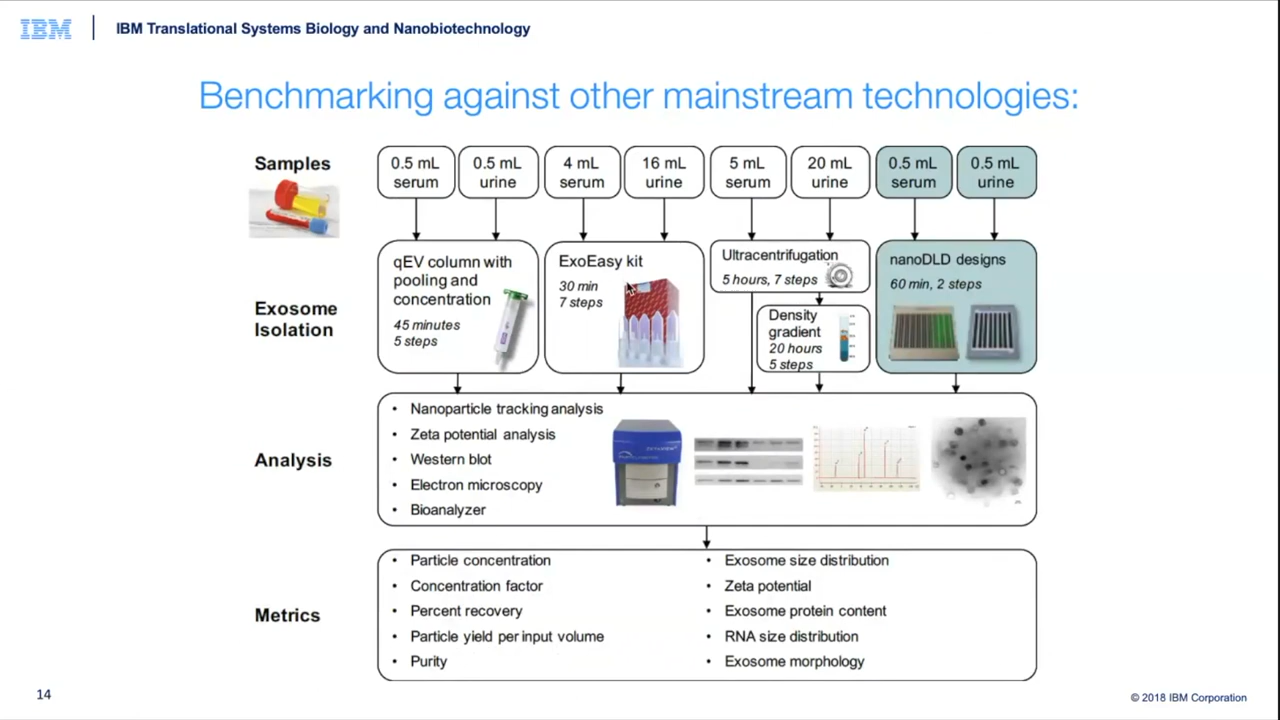 IBM
IBM Translational Systems Biology and Nanobiotechnology
Benchmarking against other mainstream technologies:
Samples
0.5 mL
serum
0.5 mL
urine
4 mL
serum
16 mL
urine
5 mL
serum
20 mL
urine
0.5 mL
serum
0.5 mL
urine
Exosome
Isolation
qEV column with
pooling and
concentration
45 minutes
5 steps
ExoEasy kit
30 min
7 steps
Ultracentrifugation
5 hours, 7 steps
Density
gradient
20 hours
5 steps
nanoDLD designs
60 min, 2 steps
Analysis
• Nanoparticle tracking analysis
• Zeta potential analysis
• Western blot
• Electron microscopy
• Bioanalyzer
Metrics
• Particle concentration
• Concentration factor
• Percent recovery
• Particle yield per input volume
• Purity
• Exosome size distribution
• Zeta potential
• Exosome protein content
• RNA size distribution
• Exosome morphology
14
© 2018 IBM Corporation